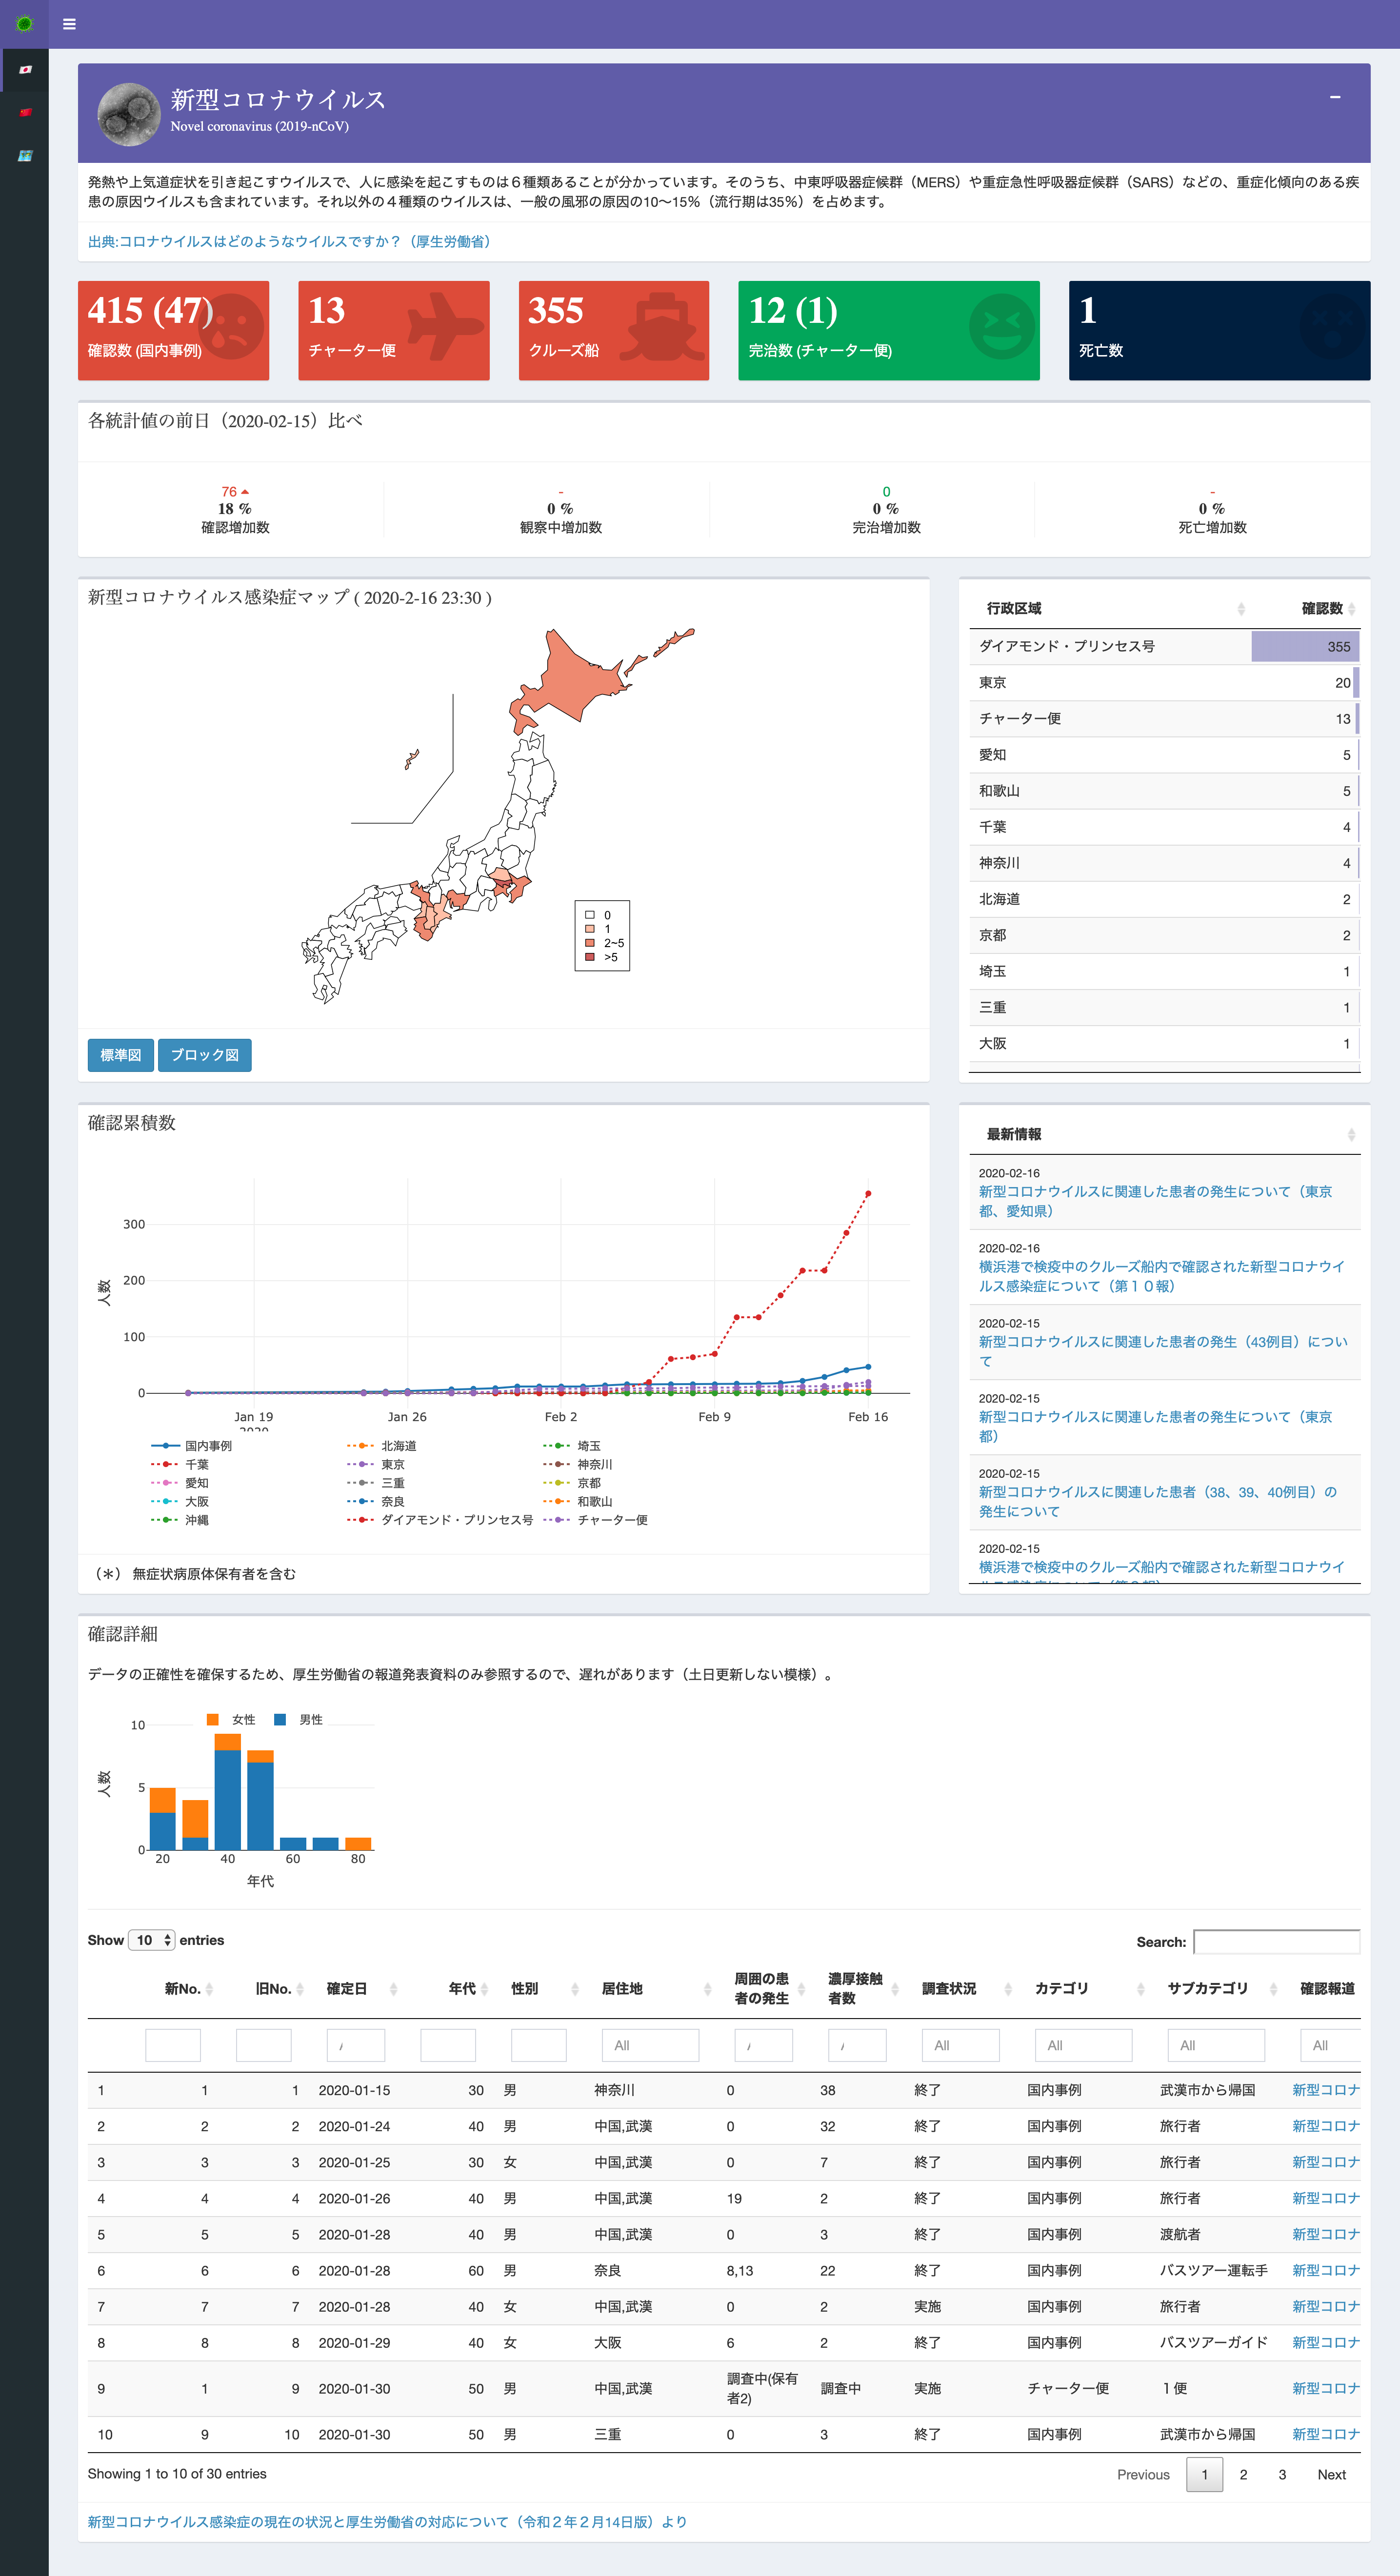 新型コロナウイルス
Novel coronavirus (2019-nCoV)
発熱や上気道症状を引き起こすウイルスで、人に感染を起こすものは６種類あることが分かっています。そのうち、中東呼吸器症候群（MERS）や重症急性呼吸器症候群（SARS）などの、重症化傾向のある疾
患の原因ウイルスも含まれています。それ以外の４種類のウイルスは、一般の風邪の原因の10〜15%（流行期は35%）を占めます。
出典:コロナウイルスはどのようなウイルスですか？（厚生労働省）
415 (47)
確認数 (国内事例)
13
チャーター便
355
クルーズ船
12 (1)
完治数 (チャーター便)
1
死亡数
各統計値の前日（2020-02-15）比べ
76
18 %
確認増加数
-
0 %
観察中増加数
0
0 %
完治増加数
-
0 %
死亡増加数
新型コロナウイルス感染症マップ ( 2020-2-16 23:30 )
0
1
2~5
>5
標準図 ブロック図
行政区域 確認数
ダイアモンド・プリンセス号 355
東京 20
チャーター便 13
愛知 5
和歌山 5
千葉 4
神奈川 4
北海道 2
京都 2
埼玉 1
三重 1
大阪 1
確認累積数
人数
300
200
100
0
Jan 19 Jan 26 Feb 2 Feb 9 Feb 16
2020
国内事例 北海道 埼玉
千葉 東京 神奈川
愛知 三重 京都
大阪 奈良 和歌山
沖縄 ダイアモンド・プリンセス号 チャーター便
（＊） 無症状病原体保有者を含む
最新情報
2020-02-16
新型コロナウイルスに関連した患者の発生について（東京
都、愛知県）
2020-02-16
横浜港で検疫中のクルーズ船内で確認された新型コロナウイ
ルス感染症について（第１０報）
2020-02-15
新型コロナウイルスに関連した患者の発生（43例目）につい
て
2020-02-15
新型コロナウイルスに関連した患者の発生について（東京
都）
2020-02-15
新型コロナウイルスに関連した患者（38、39、40例目）の
発生について
2020-02-15
横浜港で検疫中のクルーズ船内で確認された新型コロナウイ
確認詳細
データの正確性を確保するため、厚生労働省の報道発表資料のみ参照するので、遅れがあります（土日更新しない模様）。
女性 男性
人数
10
5
0
20 40 60 80
年代
Show 10 entries
Search:
新No. 旧No. 確定日 年代 性別 居住地 周囲の患者の発生 濃厚接触者数 調査状況 カテゴリ サブカテゴリ 確認報道
All All All All All
1 1 1 2020-01-15 30 男 神奈川 0 38 終了 国内事例 武漢市から帰国 新型コロナ
2 2 2 2020-01-24 40 男 中国,武漢 0 32 終了 国内事例 旅行者 新型コロナ
3 3 3 2020-01-25 30 女 中国,武漢 0 7 終了 国内事例 旅行者 新型コロナ
4 4 4 2020-01-26 40 男 中国,武漢 19 2 終了 国内事例 旅行者 新型コロナ
5 5 5 2020-01-28 40 男 中国,武漢 0 3 終了 国内事例 渡航者 新型コロナ
6 6 6 2020-01-28 60 男 奈良 8,13 22 終了 国内事例 バスツアー運転手 新型コロナ
7 7 7 2020-01-28 40 女 中国,武漢 0 2 実施 国内事例 旅行者 新型コロナ
8 8 8 2020-01-29 40 女 大阪 6 2 終了 国内事例 バスツアーガイド 新型コロナ
9 1 9 2020-01-30 50 男 中国,武漢 調査中(保有者2) 調査中 実施 チャーター便 １便 新型コロナ
10 9 10 2020-01-30 50 男 三重 0 3 終了 国内事例 武漢市から帰国 新型コロナ
Showing 1 to 10 of 30 entries
Previous 1 2 3 Next
新型コロナウイルス感染症の現在の状況と厚生労働省の対応について（令和２年２月14日版）より